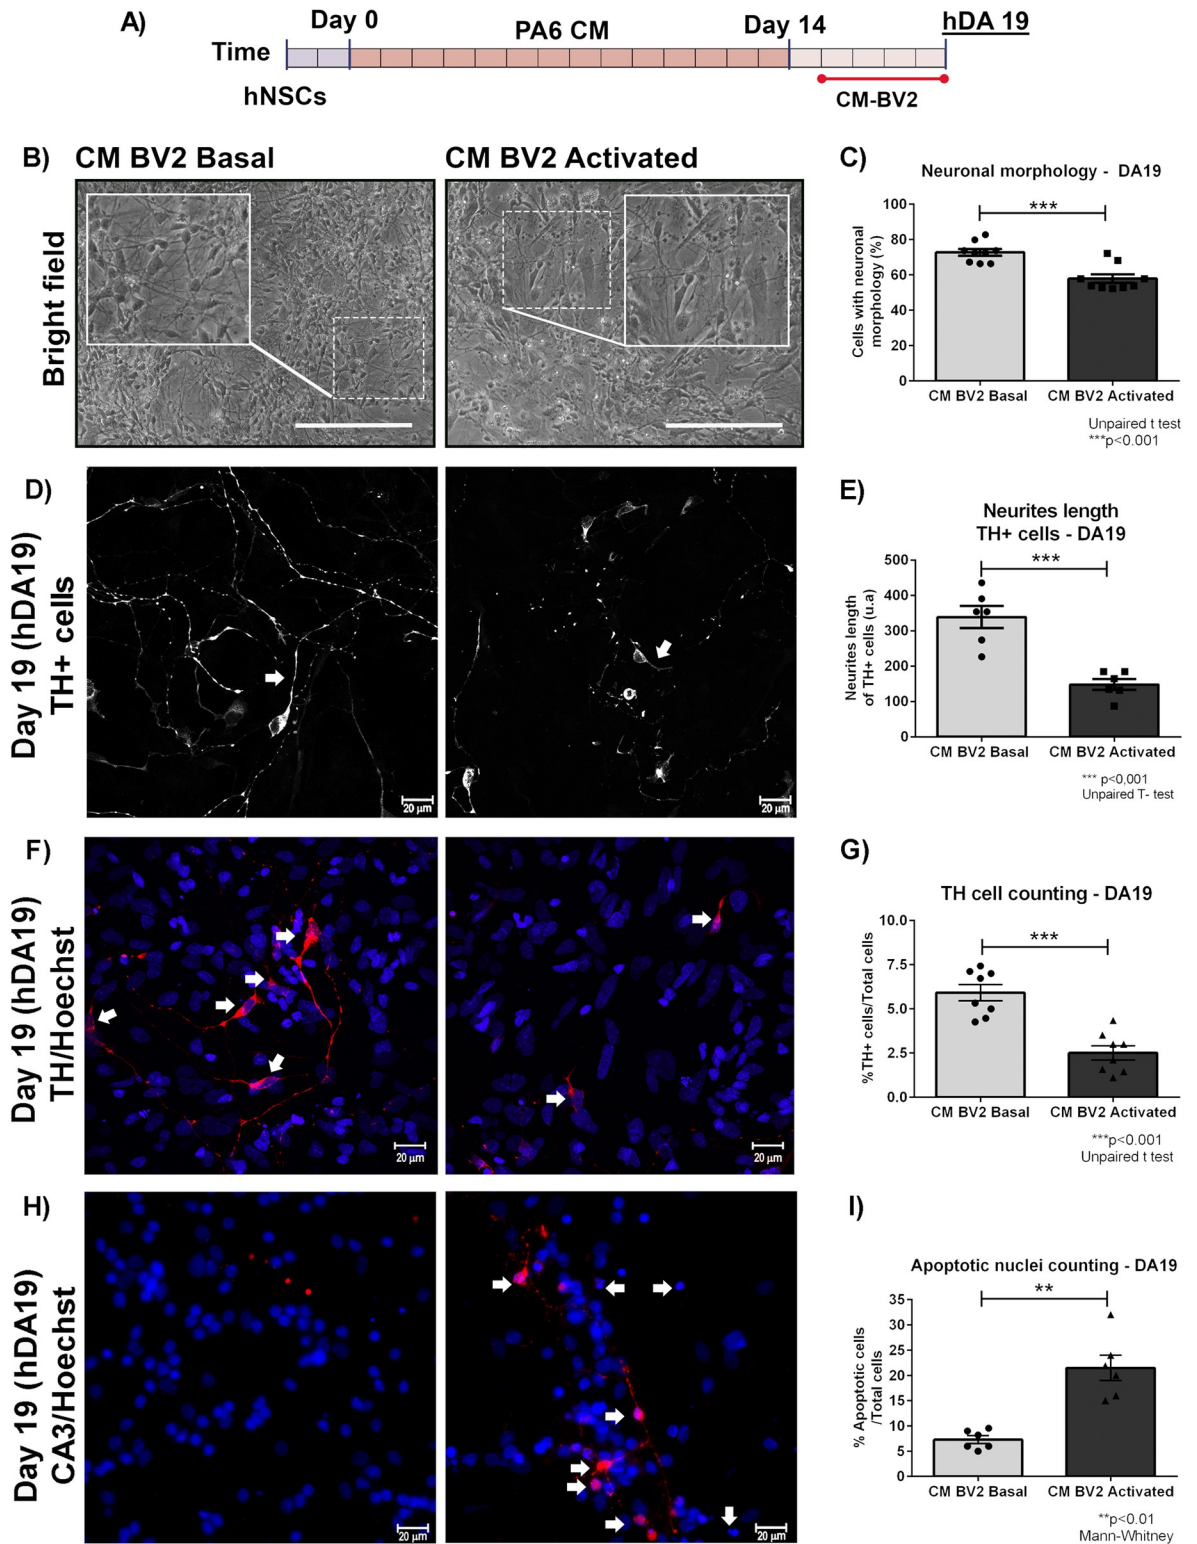 A)
Day 0
PA6 CM
Day 14
hDA 19
Time
hNSCs
CM-BV2
B)
CM BV2 Basal
CM BV2 Activated
Bright field
C)
Neuronal morphology - DA19
***
Cells with neuronal
morphology (%)
100
80
60
40
20
0
CM BV2 Basal
CM BV2 Activated
Unpaired t test
***p<0.001
D)
Day 19 (hDA19)
TH+ cells
20 µm
20 µm
E)
Neurites length
TH+ cells - DA19
***
Neurites length
of TH+ cells (u.a)
500
400
300
200
100
0
CM BV2 Basal
CM BV2 Activated
*** p<0,001
Unpaired T- test
F)
Day 19 (hDA19)
TH/Hoechst
20 µm
20 µm
G)
TH cell counting - DA19
***
%TH+ cells/Total cells
10.0
7.5
5.0
2.5
0.0
CM BV2 Basal
CM BV2 Activated
***p<0.001
Unpaired t test
H)
Day 19 (hDA19)
CA3/Hoechst
20 µm
20 µm
I)
Apoptotic nuclei counting - DA19
**
% Apoptotic cells
/Total cells
35
30
25
20
15
10
5
0
CM BV2 Basal
CM BV2 Activated
**p<0.01
Mann-Whitney